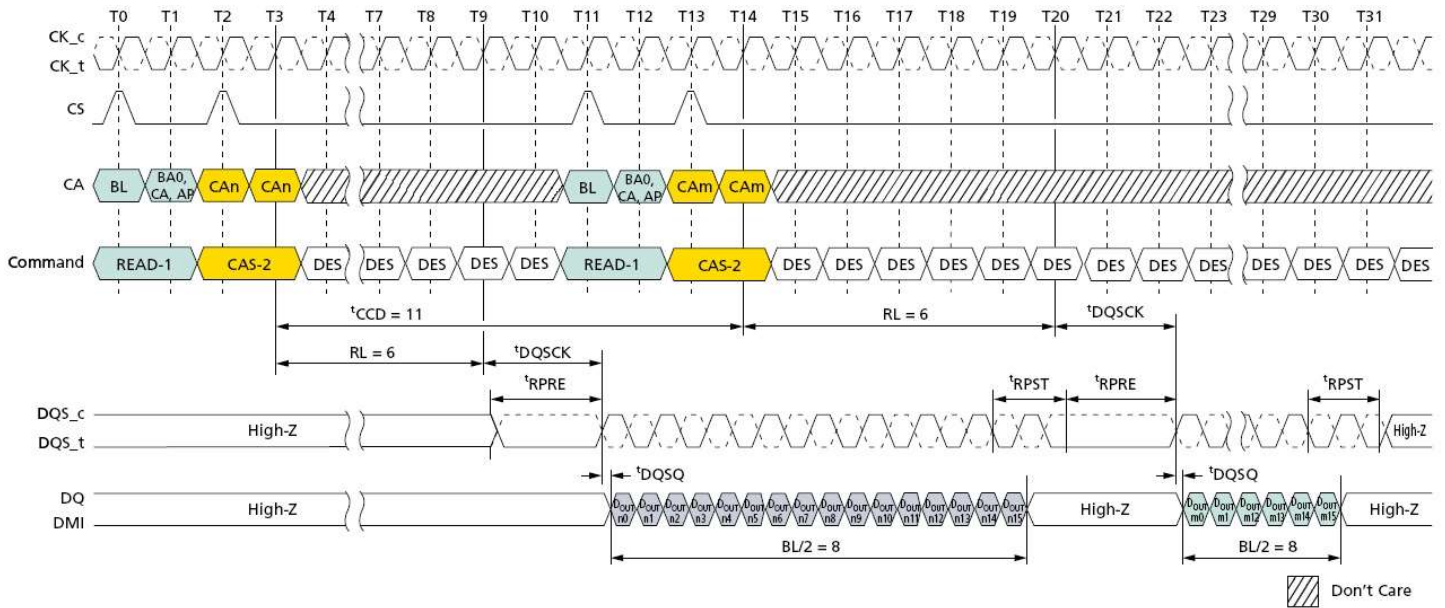 T0 T1 T2 T3 T4 T7 T8 T9 T10 T11 T12 T13 T14 T15 T16 T17 T18 T19 T20 T21 T22 T23 T29 T30 T31
CK_c
CK_t
CS
CA BL BA0, CA, AP CAn CAn BL BA0, CA, AP CAm CAm
Command READ-1 CAS-2 DES DES DES DES DES READ-1 CAS-2 DES DES DES DES DES DES DES DES DES DES DES DES DES
tCCD = 11 RL = 6 tDQSCK
RL = 6 tDQSCK
tRPRE tRPST tRPRE tRPST
DQS_c
DQS_t
High-Z High-Z
tDQSQ tDQSQ
DQ
DMI
High-Z DOUT n0 DOUT n1 DOUT n2 DOUT n3 DOUT n4 DOUT n5 DOUT n6 DOUT n7 DOUT n8 DOUT n9 DOUT n10 DOUT n11 DOUT n12 DOUT n13 DOUT n14 DOUT n15 High-Z DOUT m0 DOUT m1 DOUT m12 DOUT m13 DOUT m14 DOUT m15 High-Z
BL/2 = 8 BL/2 = 8
Don't Care